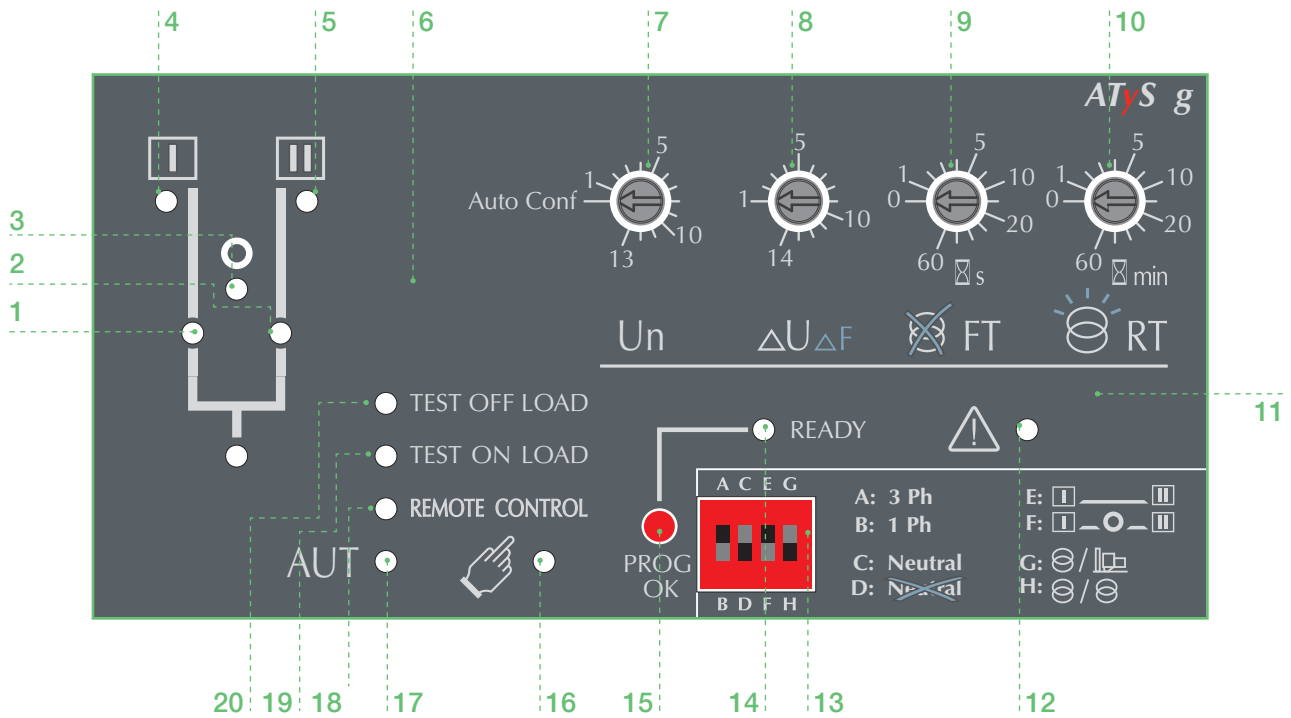 4 5 6 7 8 9 10
ATyS g
I II
3
2
1
Auto Conf 1 5 10 13
1 5 10 14
0 1 5 10 20 60 s
0 1 5 10 20 60 min
Un ΔU ΔF FT RT
11
TEST OFF LOAD
TEST ON LOAD
REMOTE CONTROL
AUT
READY
PROG
OK
A C E G
B D F H
A: 3 Ph
B: 1 Ph
C: Neutral
D: Neutral
E: I II
F: I O II
G: /
H: /
20 19 18 17 16 15 14 13 12